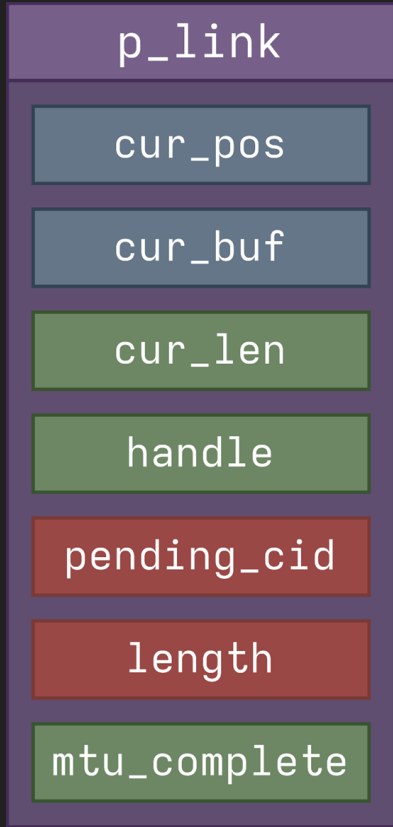 p_link
cur_pos
cur_buf
cur_len
handle
pending_cid
length
mtu_complete